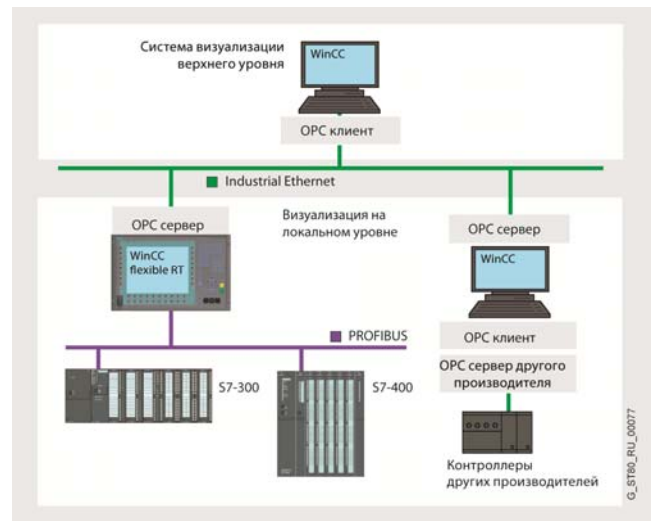 Система визуализации
верхнего уровня
WinCC
OPC клиент
Industrial Ethernet
OPC сервер
Визуализация на
локальном уровне
OPC сервер
WinCC
flexible RT
WinCC
PROFIBUS
OPC клиент
OPC сервер другого
производителя
S7-300
S7-400
Контроллеры
других производителей
G_ST80_RU_00077